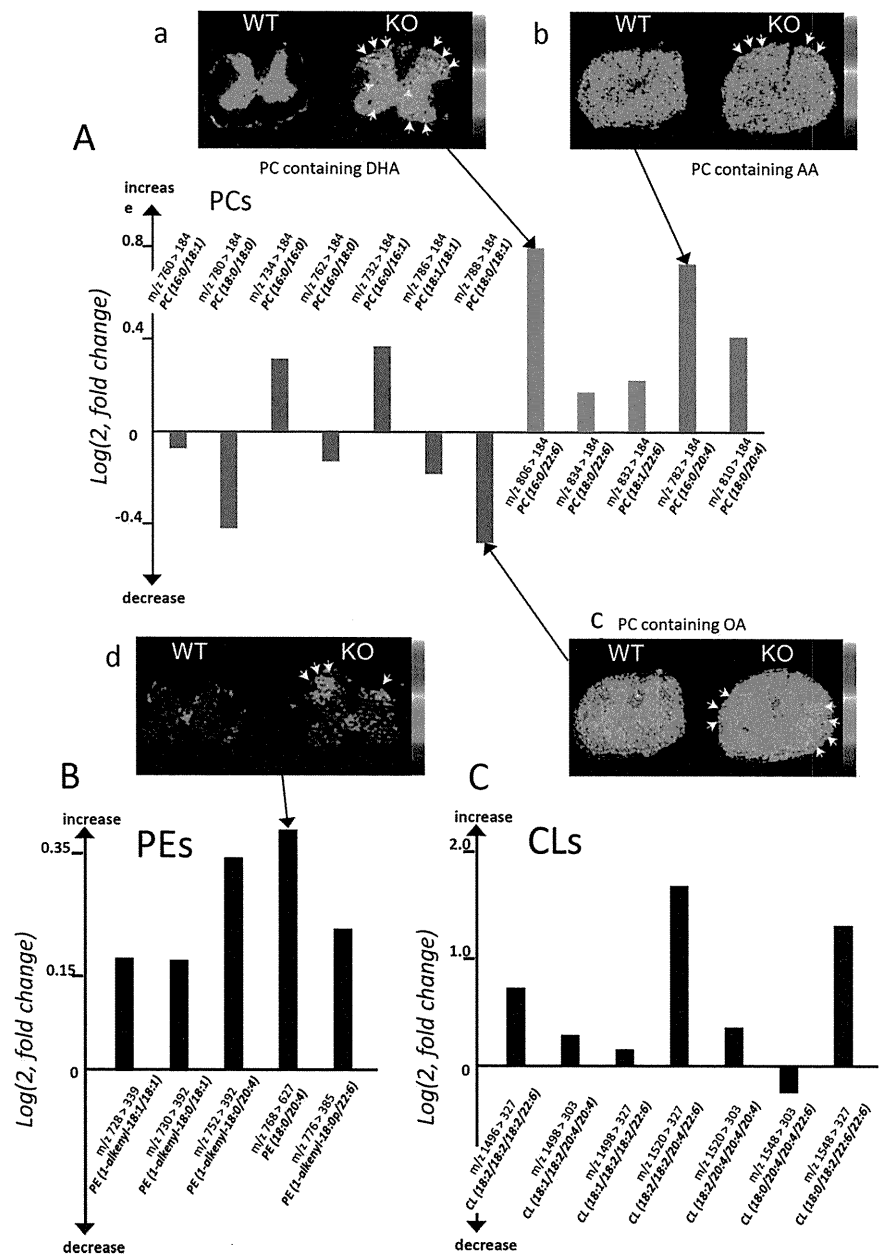 a
WT
KO
b
WT
KO
A
PC containing DHA
PC containing AA
increas
e
PCs
0.8
0.4
0
-0.4
Log(2, fold change)
m/z 760 > 184
PC (16:0/18:1)
m/z 780 > 184
PC (18:0/18:0)
m/z 734 > 184
PC (16:0/16:0)
m/z 762 > 184
PC (16:0/18:0)
m/z 732 > 184
PC (16:0/16:1)
m/z 786 > 184
PC (18:1/18:1)
m/z 788 > 184
PC (18:0/18:1)
m/z 806 > 184
PC (16:0/22:6)
m/z 834 > 184
PC (18:0/22:6)
m/z 832 > 184
PC (18:1/22:6)
m/z 782 > 184
PC (16:0/20:4)
m/z 810 > 184
PC (18:0/20:4)
decrease
c
PC containing OA
WT
KO
d
WT
KO
B
increase
PEs
0.35
0.15
0
Log(2, fold change)
m/z 728 > 339
PE (1-alkenyl-18:1/18:1)
m/z 730 > 392
PE (1-alkenyl-18:0/18:1)
m/z 752 > 392
PE (1-alkenyl-18:0/20:4)
m/z 768 > 627
PE (18:0/20:4)
m/z 776 > 385
PE (1-alkenyl-18:0p/22:6)
decrease
C
increase
CLs
2.0
1.0
0
Log(2, fold change)
m/z 1496 > 327
CL (18:2/18:2/18:2/22:6)
m/z 1498 > 303
CL (18:1/18:2/20:4/20:4)
m/z 1498 > 327
CL (18:1/18:2/18:2/22:6)
m/z 1520 > 327
CL (18:2/18:2/20:4/22:6)
m/z 1520 > 303
CL (18:2/20:4/20:4/20:4)
m/z 1548 > 303
CL (18:0/20:4/20:4/22:6)
m/z 1548 > 327
CL (18:0/18:2/22:6/22:6)
decrease